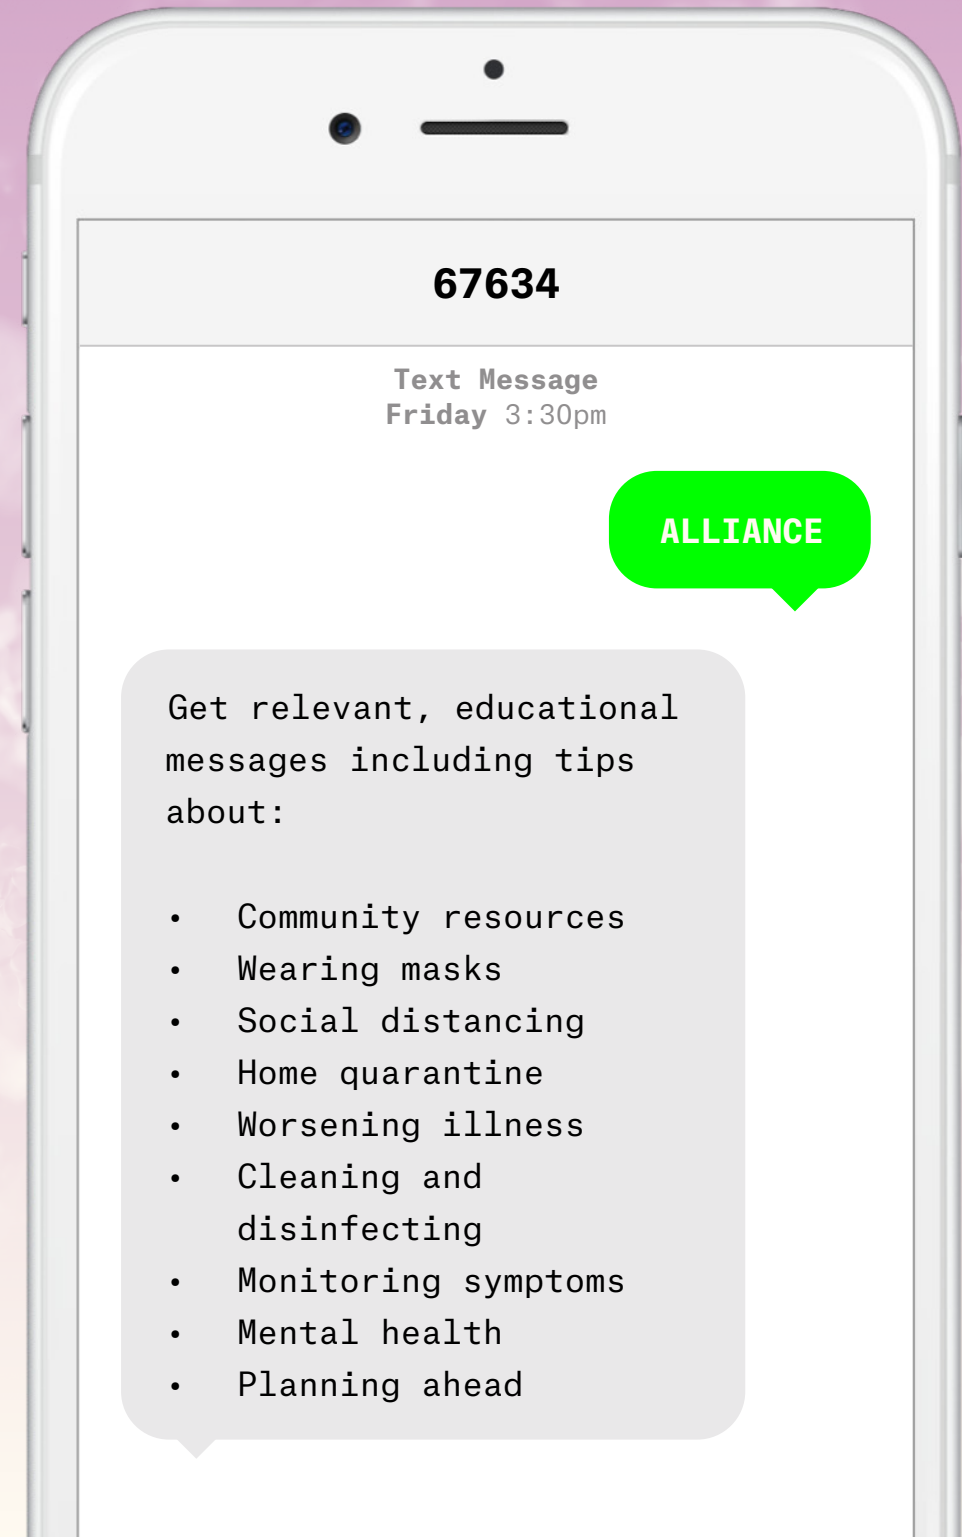 67634
Text Message
Friday 3:30pm
ALLIANCE
Get relevant, educational
messages including tips
about:
• Community resources
• Wearing masks
• Social distancing
• Home quarantine
• Worsening illness
• Cleaning and
disinfecting
• Monitoring symptoms
• Mental health
• Planning ahead